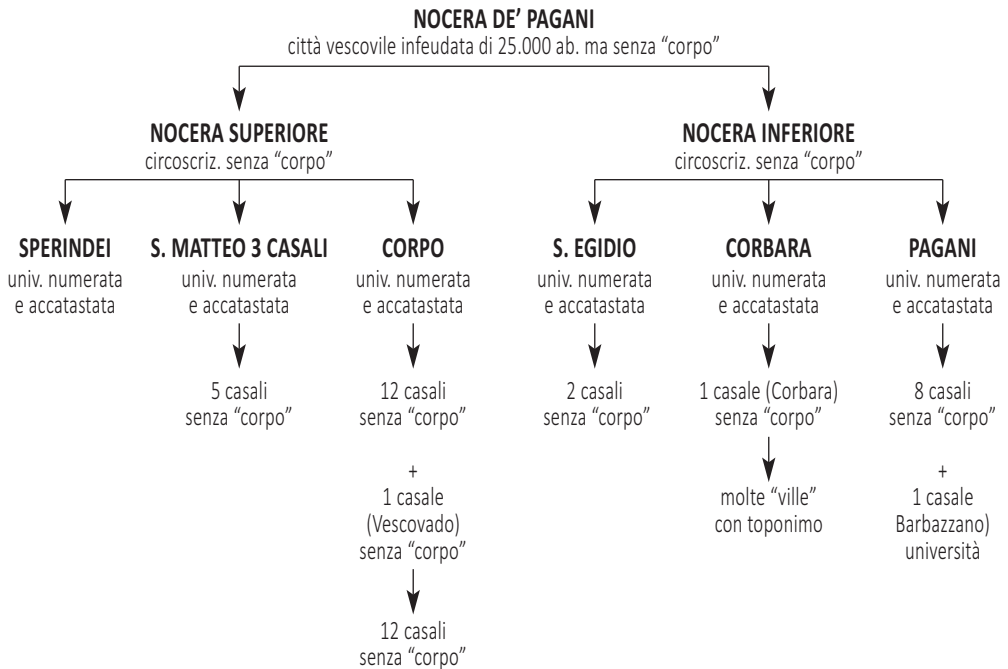 NOCERA DE’ PAGANI
città vescovile infeudata di 25.000 ab. ma senza “corpo”
NOCERA SUPERIORE
circoscriz. senza “corpo”
NOCERA INFERIORE
circoscriz. senza “corpo”
SPERINDEI
univ. numerata
e accatastata
S. MATTEO 3 CASALI
univ. numerata
e accatastata
CORPO
univ. numerata
e accatastata
S. EGIDIO
univ. numerata
e accatastata
CORBARA
univ. numerata
e accatastata
PAGANI
univ. numerata
e accatastata
5 casali
senza “corpo”
12 casali
senza “corpo”
+
1 casale
(Vescovado)
senza “corpo”
12 casali
senza “corpo”
2 casali
senza “corpo”
1 casale (Corbara)
senza “corpo”
molte “ville”
con toponimo
8 casali
senza “corpo”
+
1 casale
Barbazzano)
università